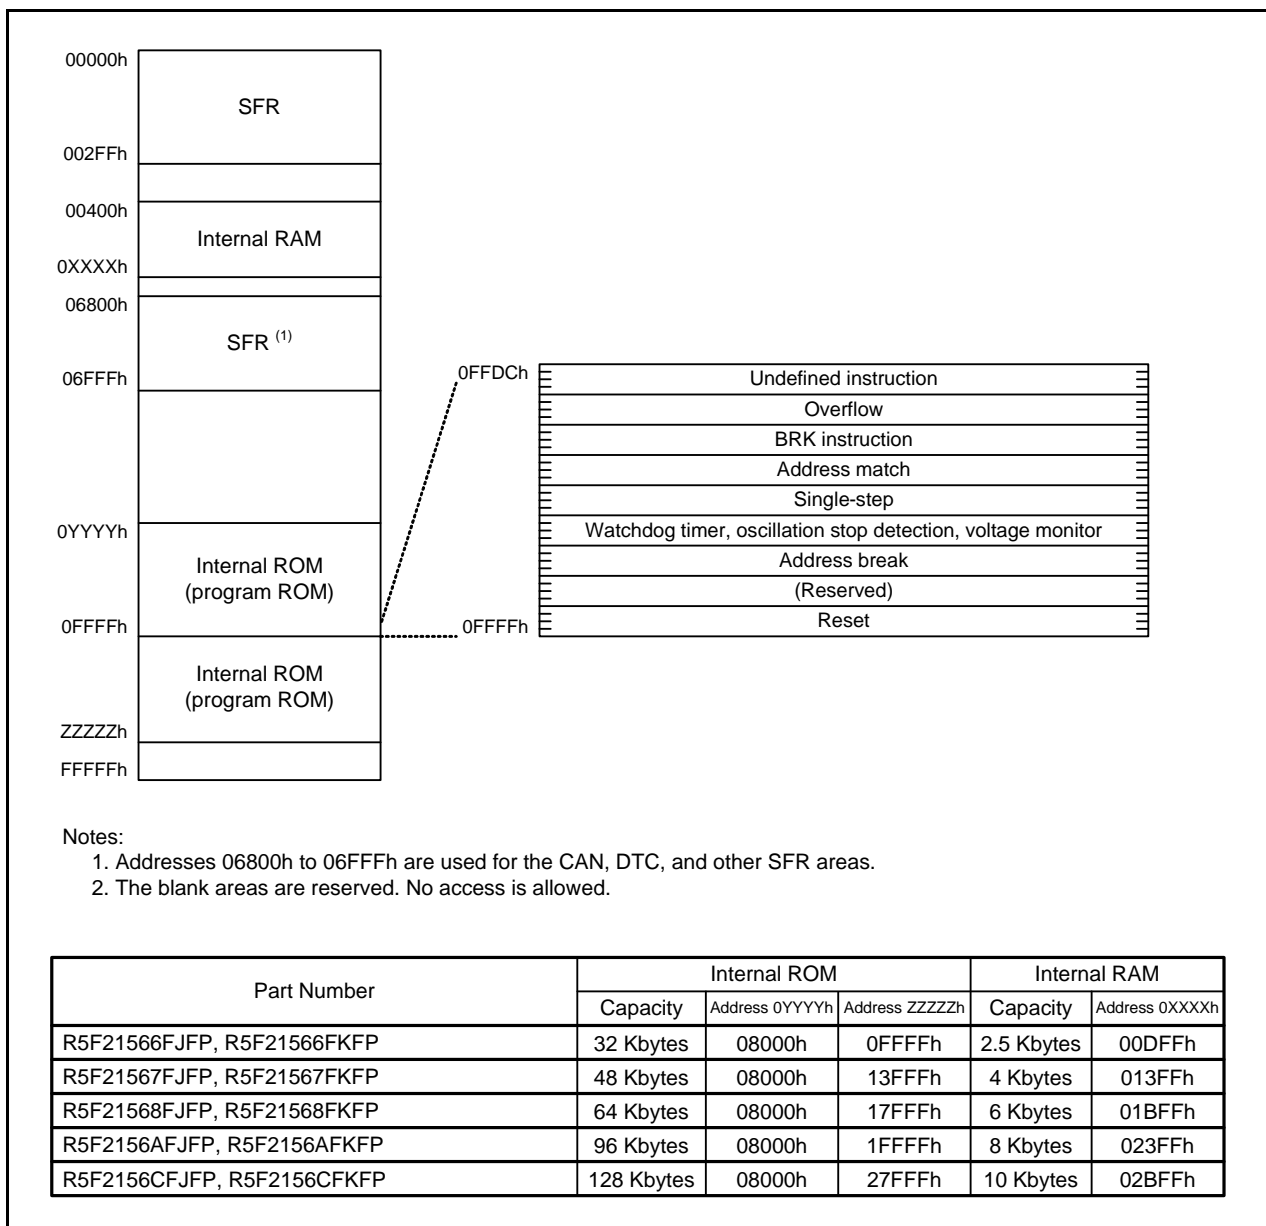 00000h
SFR
002FFh
00400h
Internal RAM
0XXXXh
06800h
SFR (1)
06FFFh
0YYYYh
Internal ROM
(program ROM)
0FFFFh
Internal ROM
(program ROM)
ZZZZZh
FFFFFh
0FFDCh
Undefined instruction
Overflow
BRK instruction
Address match
Single-step
Watchdog timer, oscillation stop detection, voltage monitor
Address break
(Reserved)
0FFFFh
Reset
Notes:
1. Addresses 06800h to 06FFFh are used for the CAN, DTC, and other SFR areas.
2. The blank areas are reserved. No access is allowed.
Part Number Internal ROM Internal RAM
Capacity Address 0YYYYh Address ZZZZZh Capacity Address 0XXXXh
R5F21566FJFP, R5F21566FKFP 32 Kbytes 08000h 0FFFFh 2.5 Kbytes 00DFFh
R5F21567FJFP, R5F21567FKFP 48 Kbytes 08000h 13FFFh 4 Kbytes 013FFh
R5F21568FJFP, R5F21568FKFP 64 Kbytes 08000h 17FFFh 6 Kbytes 01BFFh
R5F2156AFJFP, R5F2156AFKFP 96 Kbytes 08000h 1FFFFh 8 Kbytes 023FFh
R5F2156CFJFP, R5F2156CFKFP 128 Kbytes 08000h 27FFFh 10 Kbytes 02BFFh